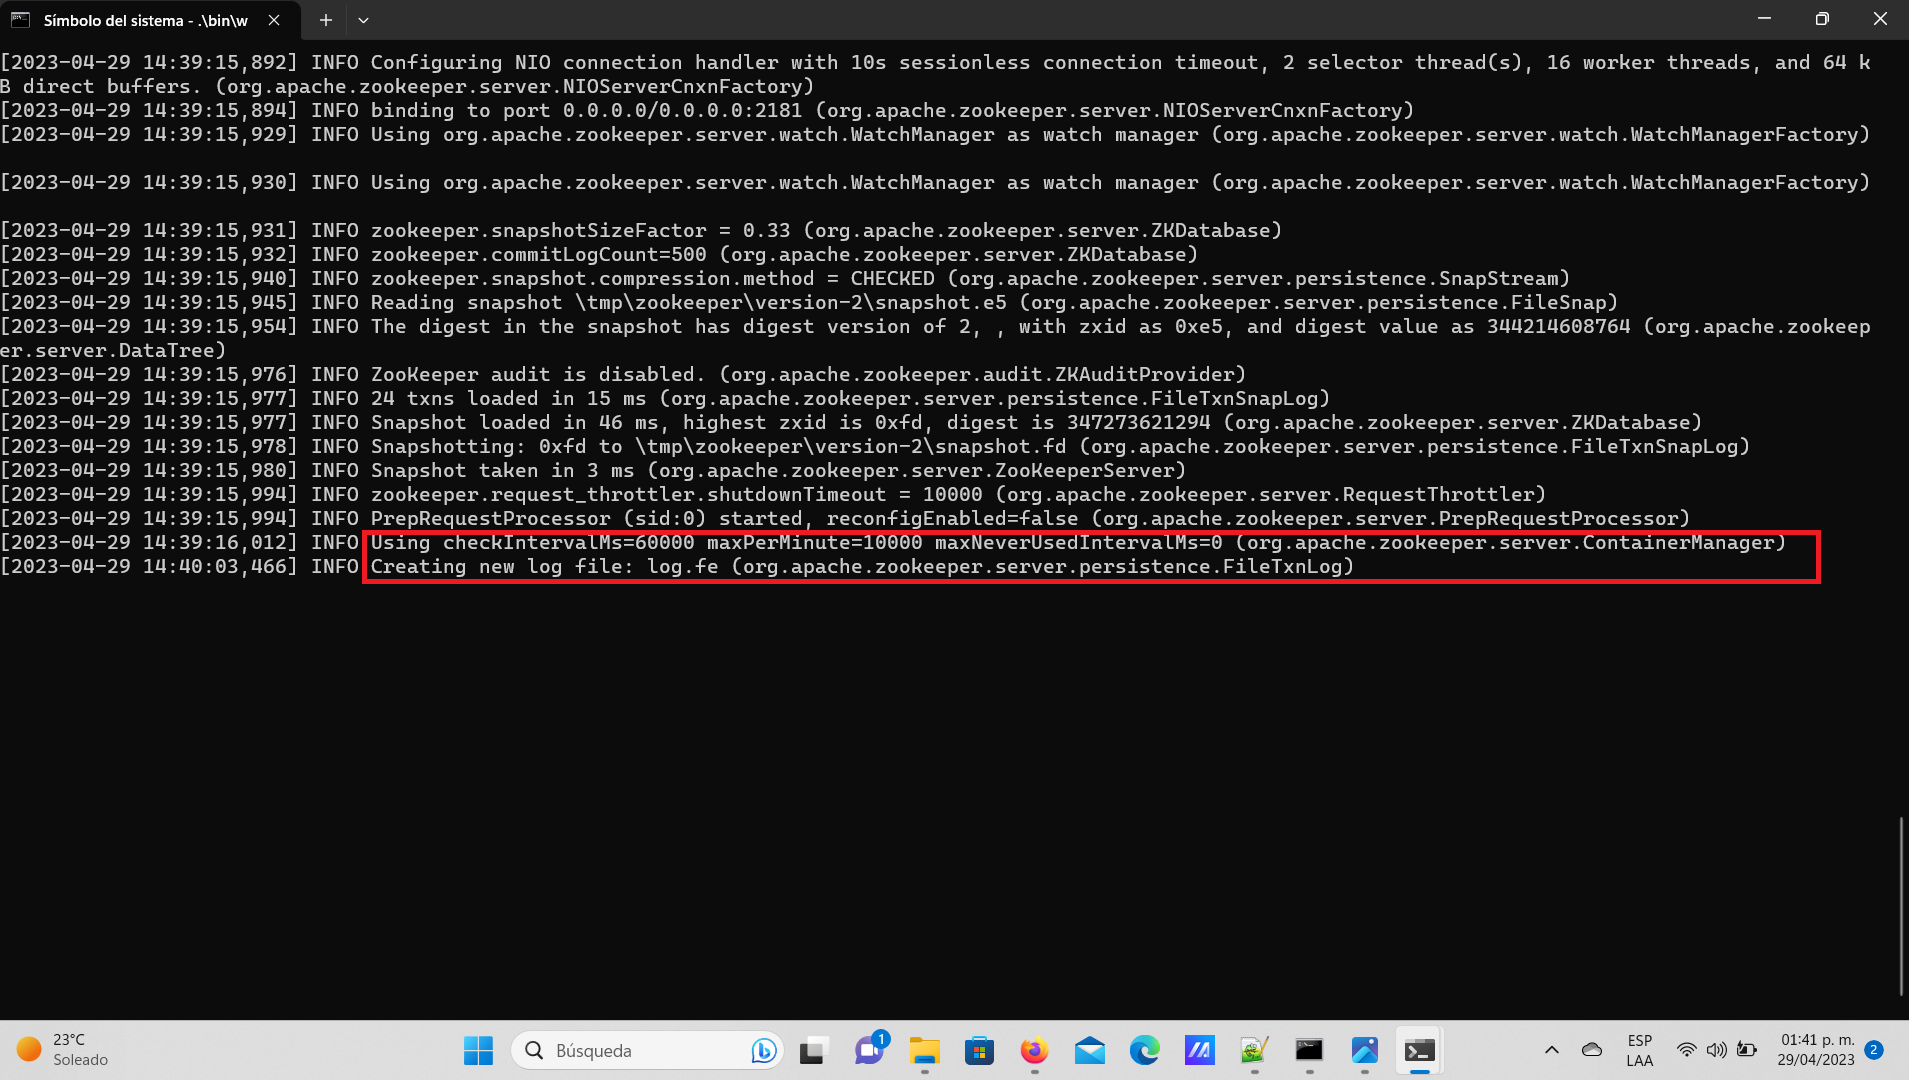 Símbolo del sistema - .\bin\w
[2023-04-29 14:39:15,892] INFO Configuring NIO connection handler with 10s sessionless connection timeout, 2 selector thread(s), 16 worker threads, and 64 k
B direct buffers. (org.apache.zookeeper.server.NIOServerCnxnFactory)
[2023-04-29 14:39:15,894] INFO binding to port 0.0.0.0/0.0.0.0:2181 (org.apache.zookeeper.server.NIOServerCnxnFactory)
[2023-04-29 14:39:15,929] INFO Using org.apache.zookeeper.server.watch.WatchManager as watch manager (org.apache.zookeeper.server.watch.WatchManagerFactory)
[2023-04-29 14:39:15,930] INFO Using org.apache.zookeeper.server.watch.WatchManager as watch manager (org.apache.zookeeper.server.watch.WatchManagerFactory)
[2023-04-29 14:39:15,931] INFO zookeeper.snapshotSizeFactor = 0.33 (org.apache.zookeeper.server.ZKDatabase)
[2023-04-29 14:39:15,932] INFO zookeeper.commitLogCount=500 (org.apache.zookeeper.server.ZKDatabase)
[2023-04-29 14:39:15,940] INFO zookeeper.snapshot.compression.method = CHECKED (org.apache.zookeeper.server.persistence.SnapStream)
[2023-04-29 14:39:15,945] INFO Reading snapshot \tmp\zookeeper\version-2\snapshot.e5 (org.apache.zookeeper.server.persistence.FileSnap)
[2023-04-29 14:39:15,954] INFO The digest in the snapshot has digest version of 2, , with zxid as 0xe5, and digest value as 344214608764 (org.apache.zookeep
er.server.DataTree)
[2023-04-29 14:39:15,976] INFO ZooKeeper audit is disabled. (org.apache.zookeeper.audit.ZKAuditProvider)
[2023-04-29 14:39:15,977] INFO 24 txns loaded in 15 ms (org.apache.zookeeper.server.persistence.FileTxnSnapLog)
[2023-04-29 14:39:15,977] INFO Snapshot loaded in 46 ms, highest zxid is 0xfd, digest is 347273621294 (org.apache.zookeeper.server.ZKDatabase)
[2023-04-29 14:39:15,978] INFO Snapshotting: 0xfd to \tmp\zookeeper\version-2\snapshot.fd (org.apache.zookeeper.server.persistence.FileTxnSnapLog)
[2023-04-29 14:39:15,980] INFO Snapshot taken in 3 ms (org.apache.zookeeper.server.ZooKeeperServer)
[2023-04-29 14:39:15,994] INFO zookeeper.request_throttler.shutdownTimeout = 10000 (org.apache.zookeeper.server.RequestThrottler)
[2023-04-29 14:39:15,994] INFO PrepRequestProcessor (sid:0) started, reconfigEnabled=false (org.apache.zookeeper.server.PrepRequestProcessor)
[2023-04-29 14:39:16,012] INFO Using checkIntervalMs=60000 maxPerMinute=10000 maxNeverUsedIntervalMs=0 (org.apache.zookeeper.server.ContainerManager)
[2023-04-29 14:40:03,466] INFO Creating new log file: log.fe (org.apache.zookeeper.server.persistence.FileTxnLog)
23°C
Soleado
Búsqueda
1
ESP
LAA
01:41 p. m.
29/04/2023
2